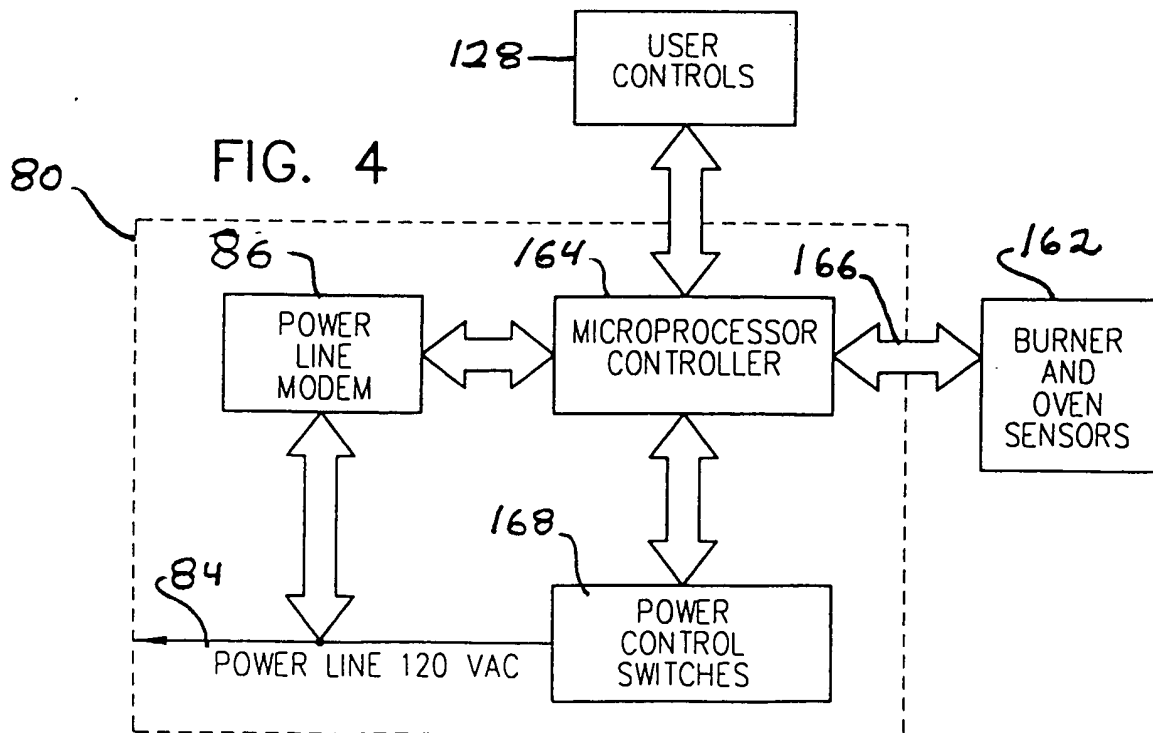 128
USER
CONTROLS
FIG. 4
80
86
164
166
162
POWER
LINE
MODEM
MICROPROCESSOR
CONTROLLER
BURNER
AND
OVEN
SENSORS
168
84
POWER LINE 120 VAC
POWER
CONTROL
SWITCHES